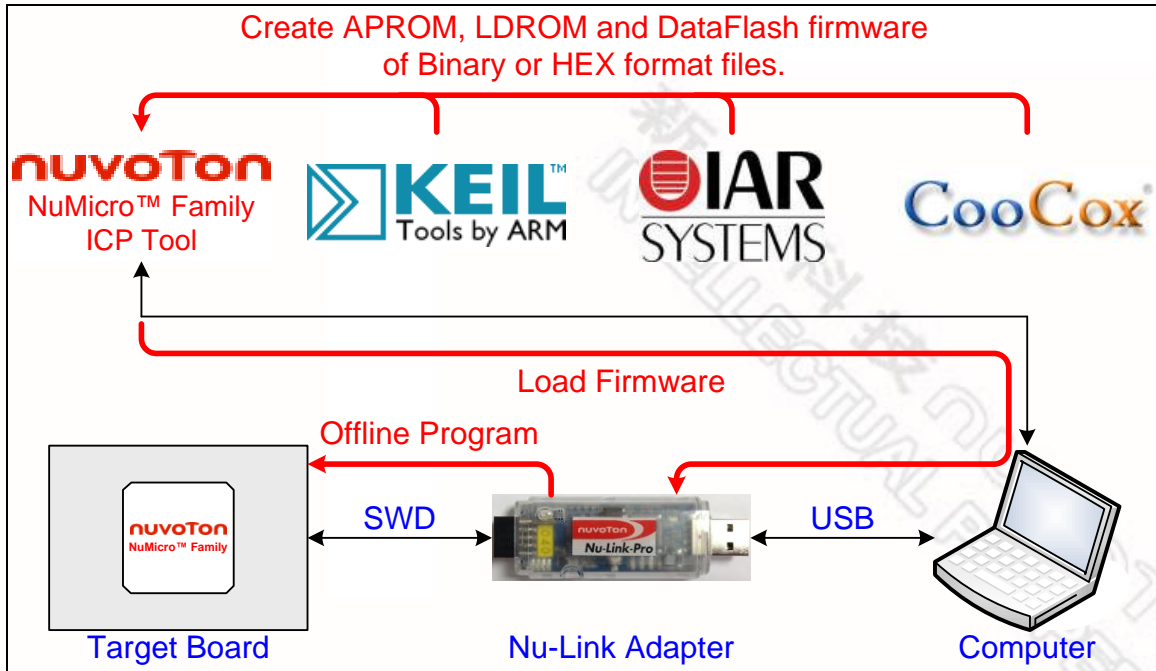 Create APROM, LDROM and DataFlash firmware
of Binary or HEX format files.
nuvoTon
NuMicro™ Family
ICP Tool
KEIL™
Tools by ARM
IAR
SYSTEMS
CooCox®
Load Firmware
Offline Program
nuvoTon
NuMicro™ Family
SWD
nuvoTon
Nu-Link-Pro
USB
Target Board
Nu-Link Adapter
Computer